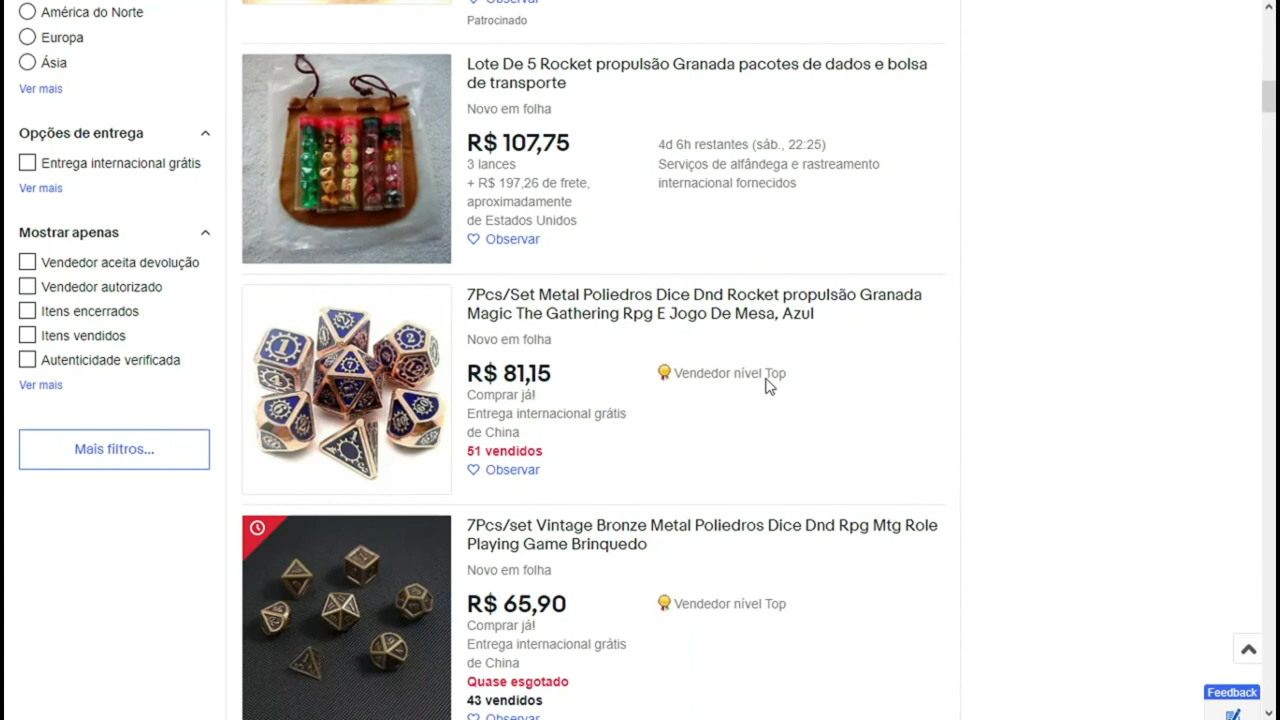 América do Norte
Europa
Ásia
Ver mais
Opções de entrega
Entrega internacional grátis
Ver mais
Mostrar apenas
Vendedor aceita devolução
Vendedor autorizado
Itens encerrados
Itens vendidos
Autenticidade verificada
Ver mais
Mais filtros...
Observar
Patrocinado
Lote De 5 Rocket propulsão Granada pacotes de dados e bolsa
de transporte
Novo em folha
R$ 107,75
3 lances
+ R$ 197,26 de frete,
aproximadamente
de Estados Unidos
Observar
4d 6h restantes (sáb., 22:25)
Serviços de alfândega e rastreamento
internacional fornecidos
7Pcs/Set Metal Poliedros Dice Dnd Rocket propulsão Granada
Magic The Gathering Rpg E Jogo De Mesa, Azul
Novo em folha
R$ 81,15
Comprar já!
Entrega internacional grátis
de China
51 vendidos
Observar
Vendedor nível Top
7Pcs/set Vintage Bronze Metal Poliedros Dice Dnd Rpg Mtg Role
Playing Game Brinquedo
Novo em folha
R$ 65,90
Comprar já!
Entrega internacional grátis
de China
Quase esgotado
43 vendidos
Observar
Vendedor nível Top
Feedback